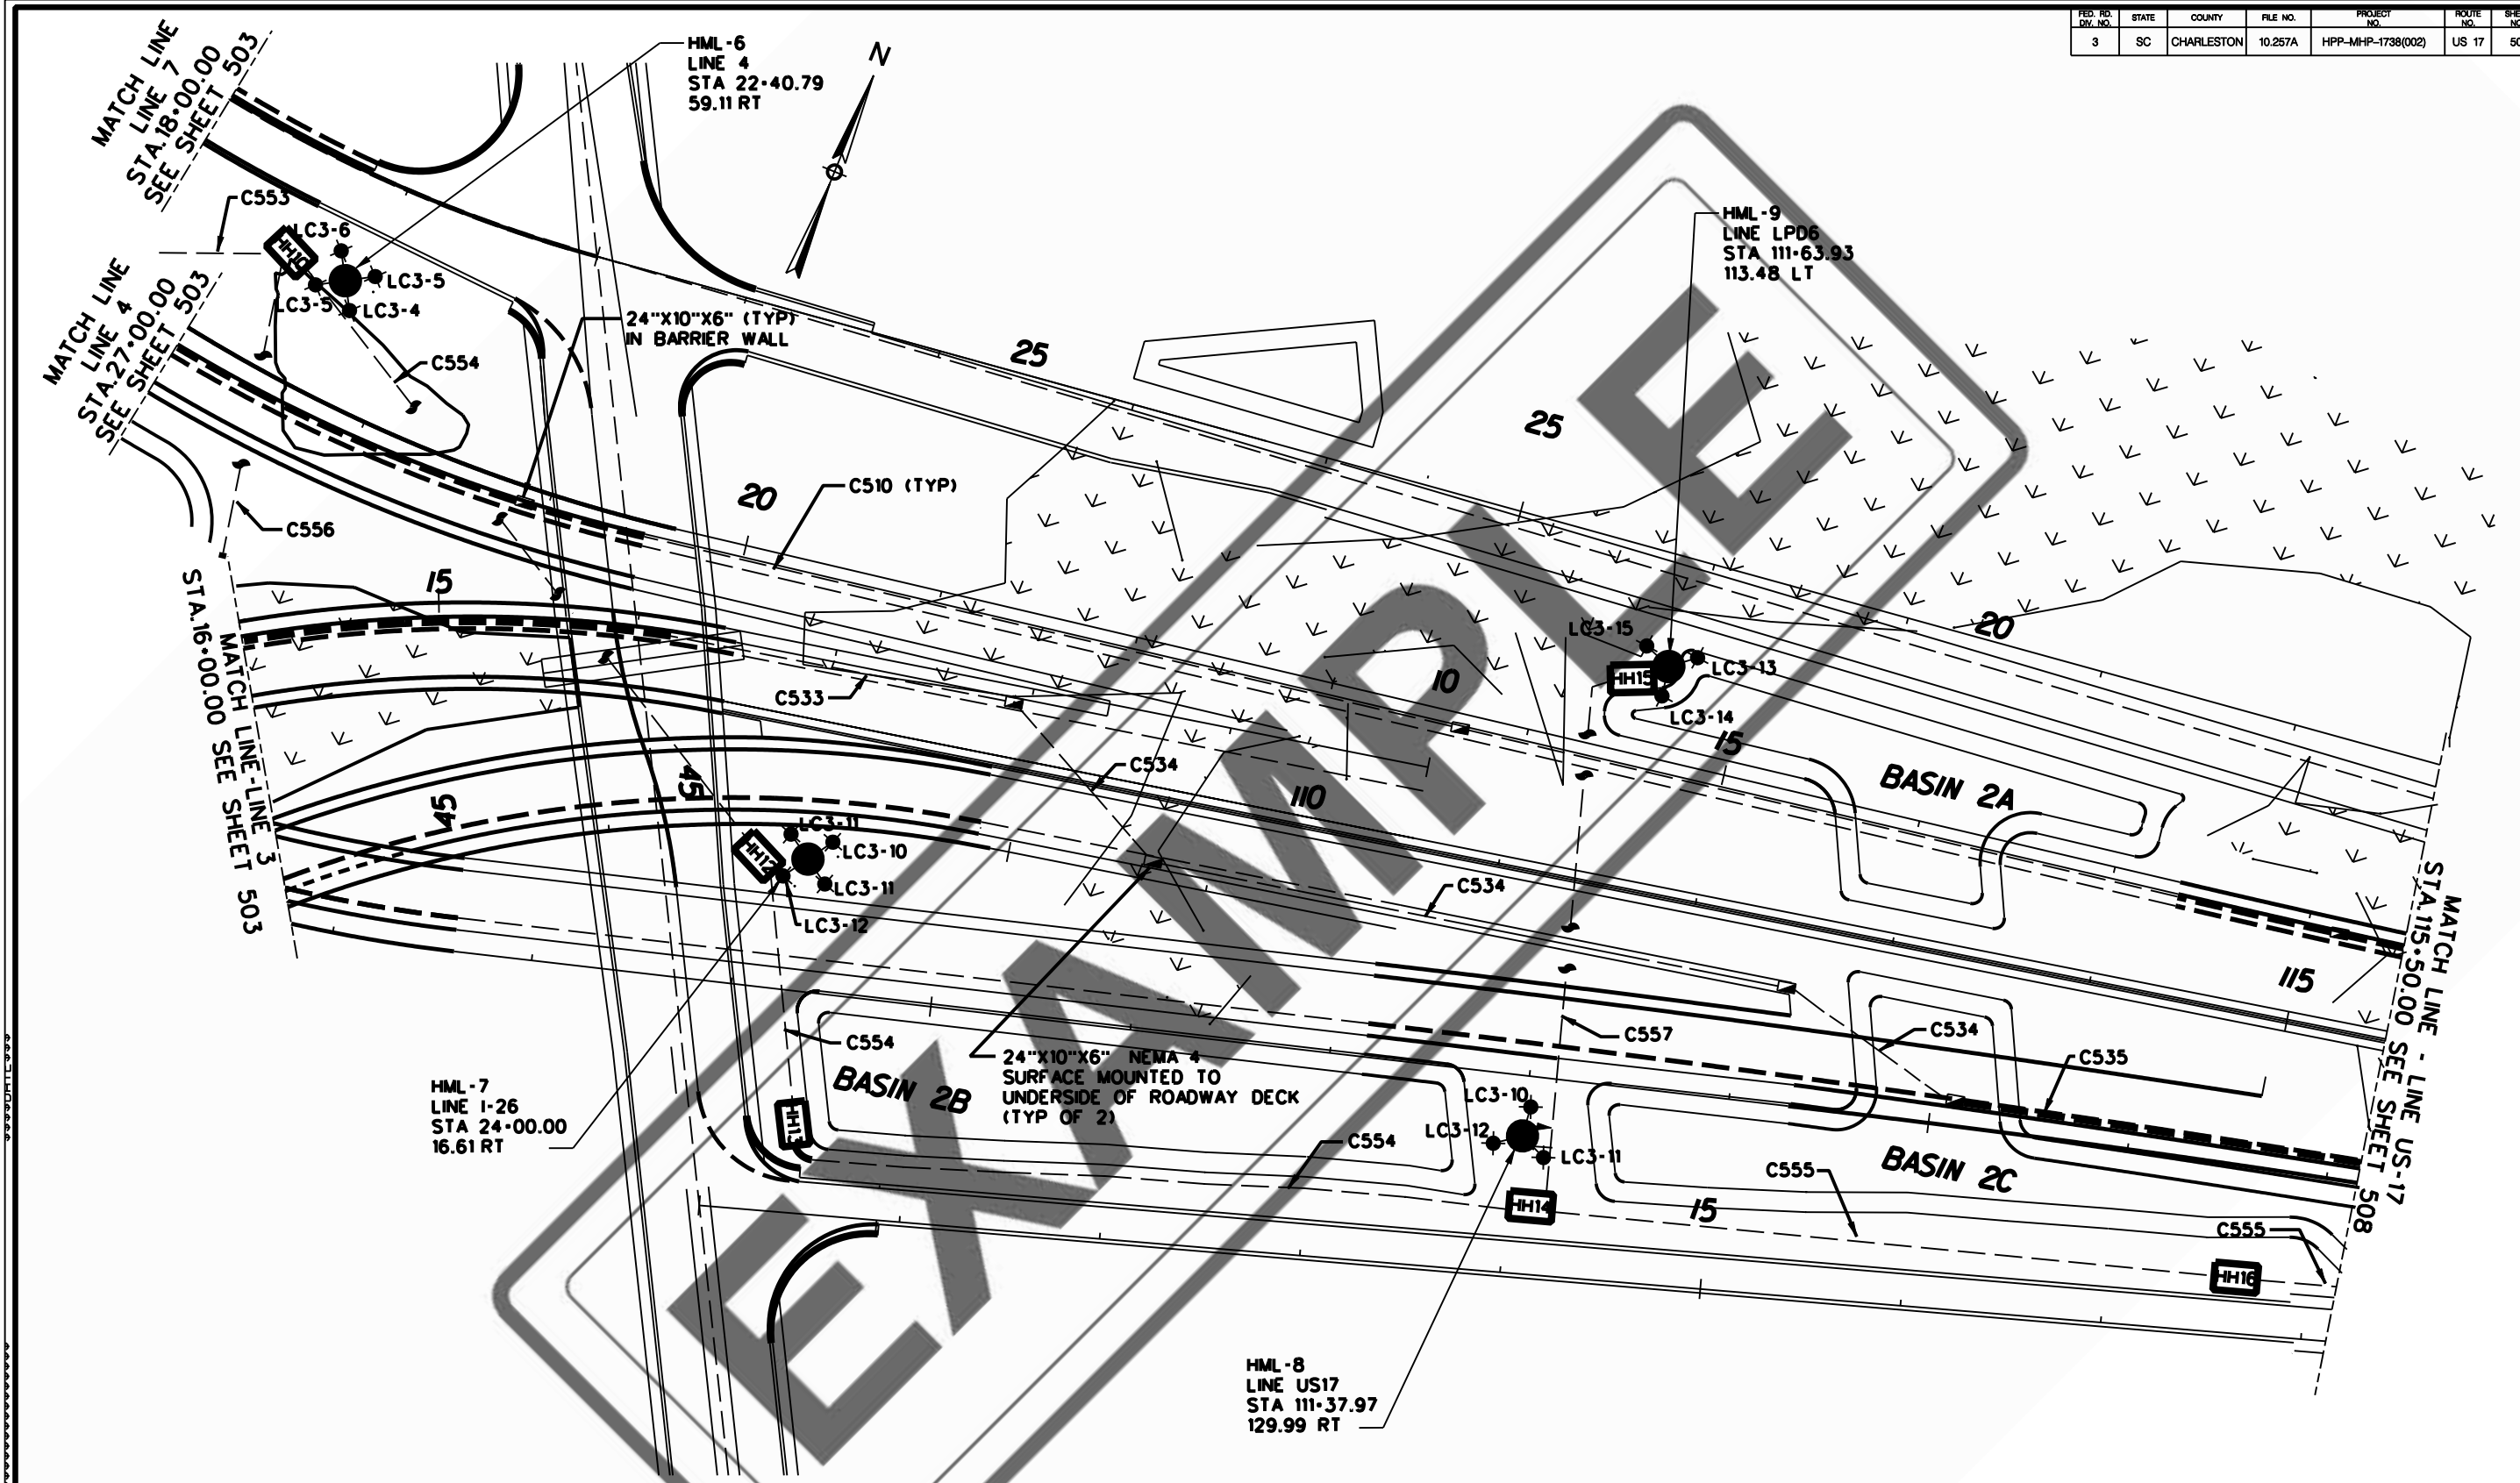 FED. RD. DIV. NO. STATE COUNTY FILE NO. PROJECT NO. ROUTE NO.
3 SC CHARLESTON 10.257A HPP-MHP-1738(002) US 17
MATCH LINE
LINE 7
STA.18+00.00
SEE SHEET 503
HML-6
LINE 4
STA 22+40.79
59.11 RT
N
C553
HH10
LC3-6
LC3-5
LC3-5
LC3-4
C554
MATCH LINE
LINE 4
STA.27+00.00
SEE SHEET 503
24"X10"X6" (TYP)
IN BARRIER WALL
HML-9
LINE LPD6
STA 111+63.93
113.48 LT
25
25
20
C510 (TYP)
C556
15
STA.16+00.00 SEE SHEET 503
MATCH LINE-LINE 3
C533
LC3-15
HH15
LC3-13
LC3-14
20
10
15
C534
110
BASIN 2A
45
45
LC3-11
HH12
LC3-10
LC3-11
LC3-12
C534
115
MATCH LINE - LINE US-17
STA.115+50.00 SEE SHEET 508
C554
24"X10"X6" NEMA 4
SURFACE MOUNTED TO
UNDERSIDE OF ROADWAY DECK
(TYP OF 2)
BASIN 2B
HH13
C557
C534
C535
HML-7
LINE I-26
STA 24+00.00
16.61 RT
LC3-10
LC3-12
LC3-11
C554
HH14
C555
BASIN 2C
15
C555
HH16
HML-8
LINE US17
STA 111+37.97
129.99 RT
EXAMPLE